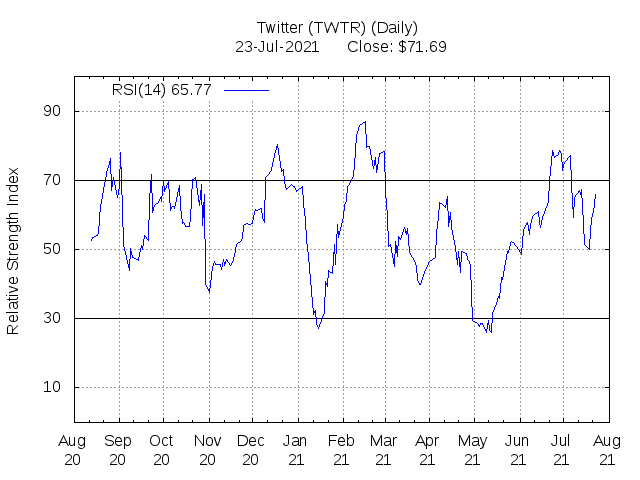 Twitter (TWTR) (Daily)
23-Jul-2021 Close: $71.69
RSI(14) 65.77
Relative Strength Index
90
70
50
30
10
Aug Sep Oct Nov Dec Jan Feb Mar Apr May Jun Jul Aug
20 20 20 20 20 21 21 21 21 21 21 21 21